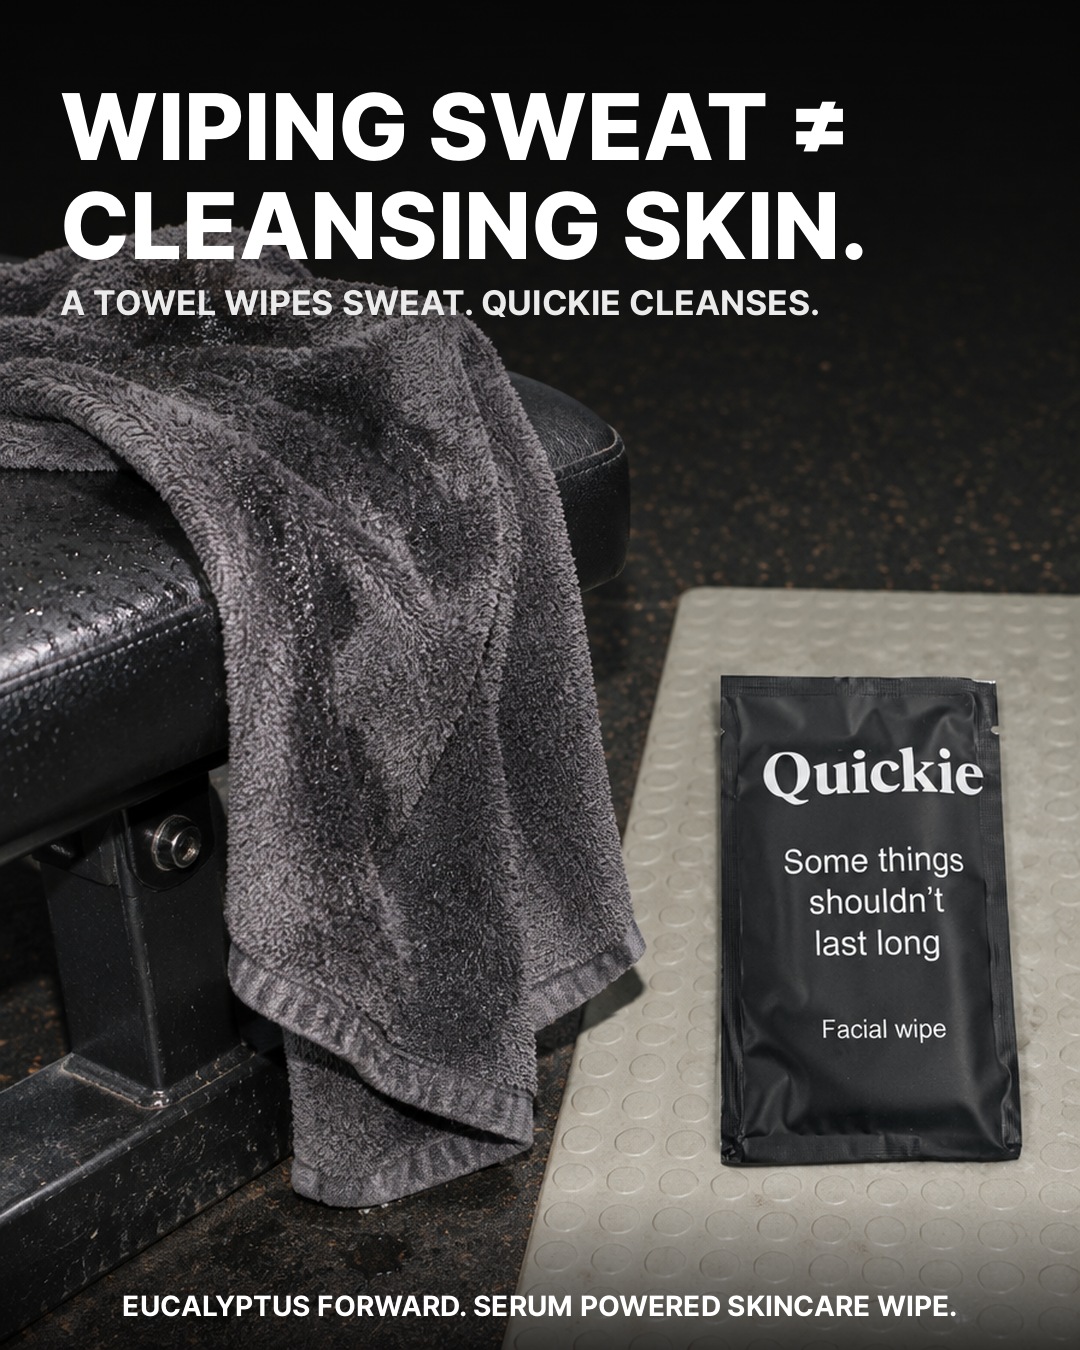 WIPING SWEAT ≠
CLEANSING SKIN.
A TOWEL WIPES SWEAT. QUICKIE CLEANSES.
Quickie
Some things
shouldn’t
last long
Facial wipe
EUCALYPTUS FORWARD. SERUM POWERED SKINCARE WIPE.